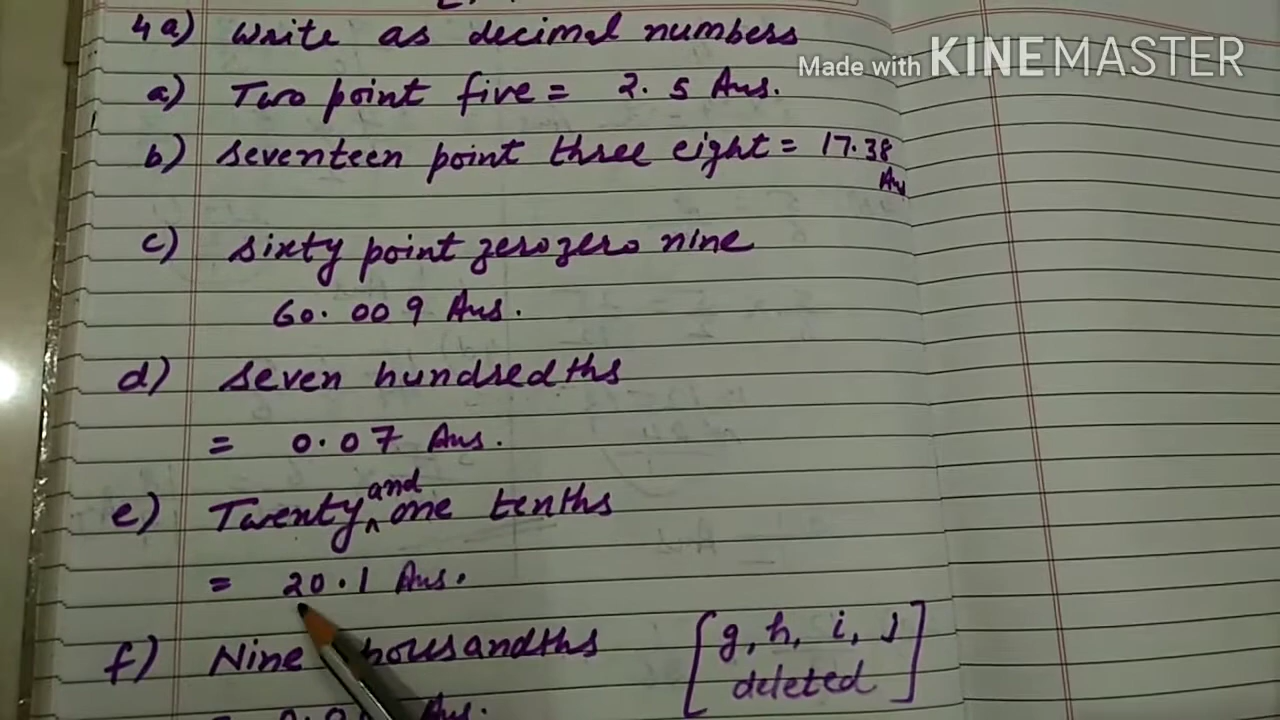 4a) Write as decimal numbers
Made with KINEMASTER
a) Two point five = 2.5 Ans.
b) Seventeen point three eight = 17.38
Ans
c) Sixty point zero zero nine
60.009 Ans.
d) Seven hundredths
= 0.07 Ans.
e) Twenty ^and one tenths
= 20.1 Ans.
f) Nine thousandths
[g, h, i, j
deleted]
Ans.